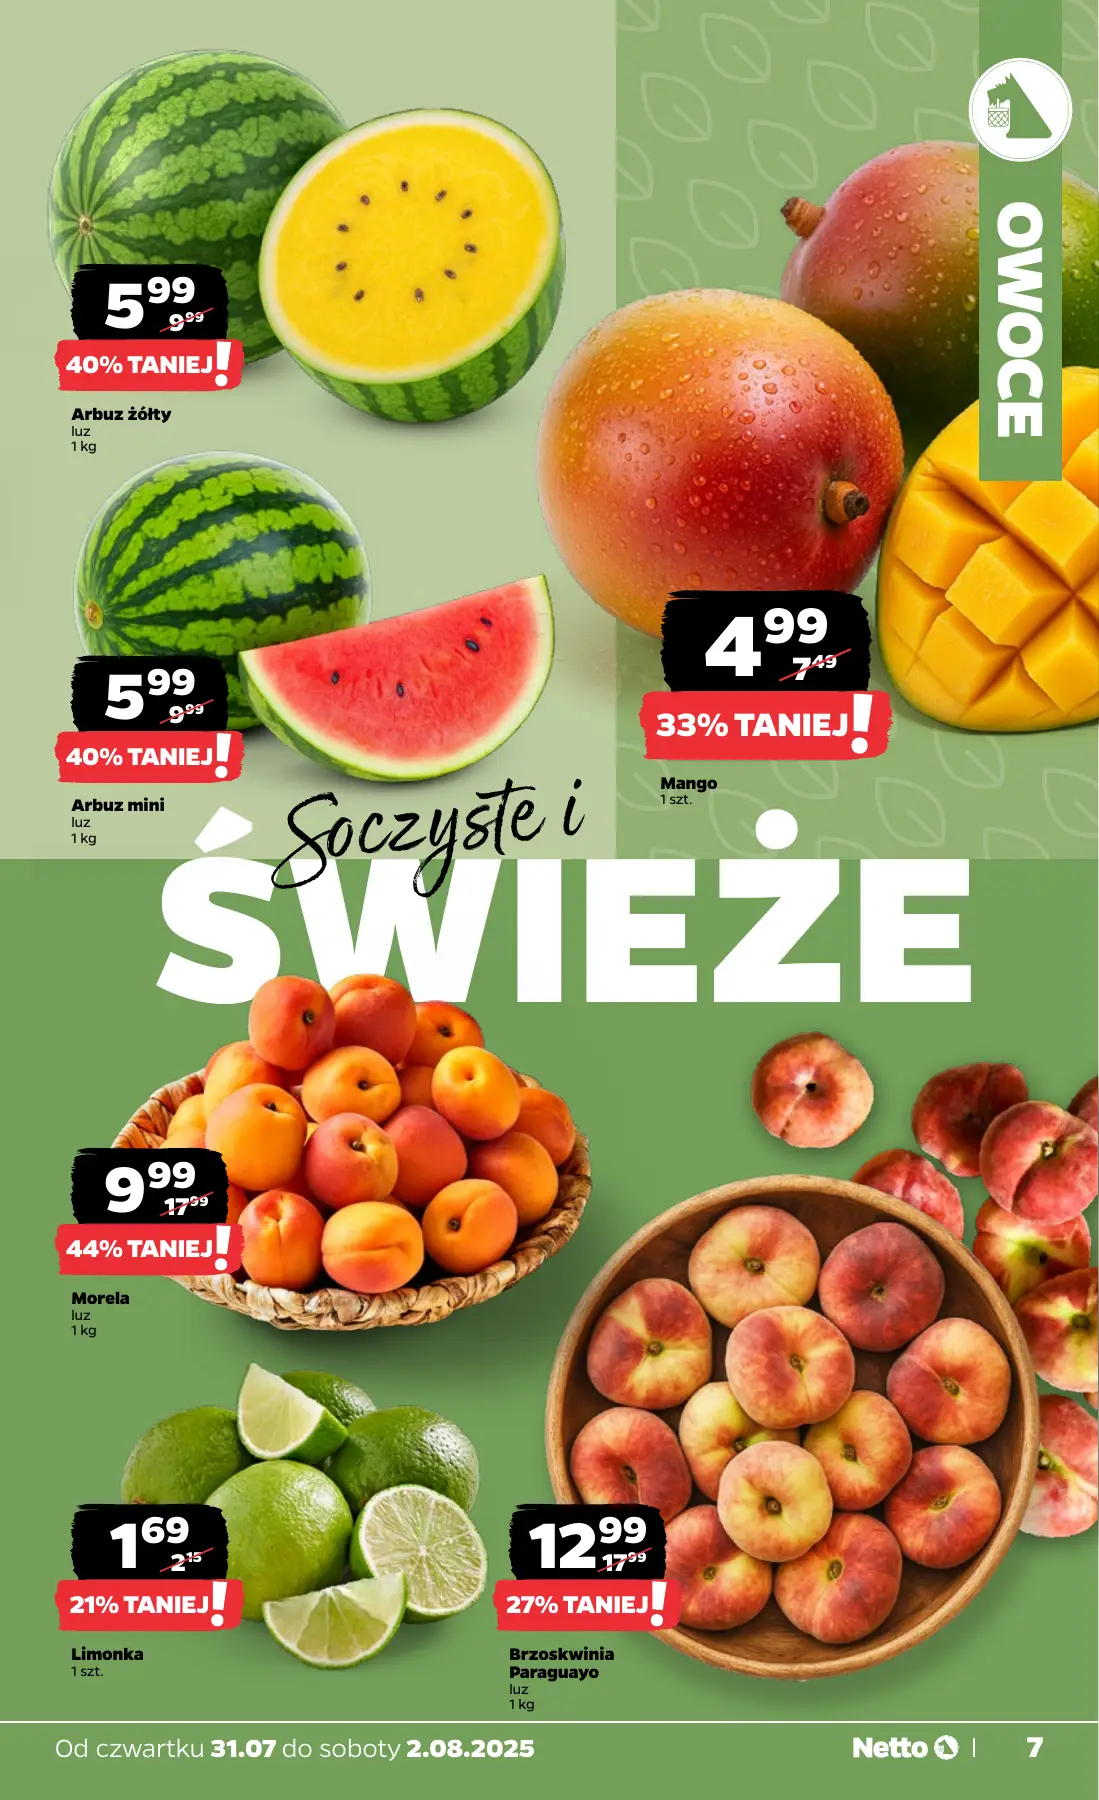 OWOCE
5 99
9 99
40% TANIEJ!
Arbuz żółty
luz
1 kg
5 99
9 99
40% TANIEJ!
Arbuz mini
luz
1 kg
4 99
7 49
33% TANIEJ!
Mango
1 szt.
Soczyste i
ŚWIEŻE
9 99
17 99
44% TANIEJ!
Morela
luz
1 kg
1 69
2 15
21% TANIEJ!
Limonka
1 szt.
12 99
17 99
27% TANIEJ!
Brzoskwinia
Paraguayo
luz
1 kg
Od czwartku 31.07 do soboty 2.08.2025
Netto | 7